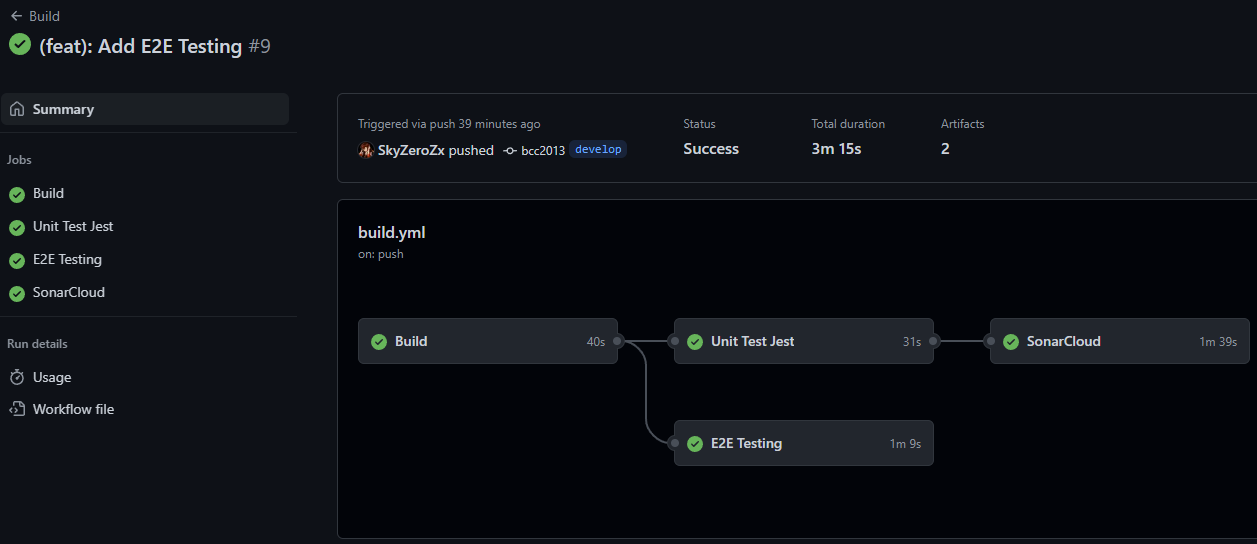 Build
(feat): Add E2E Testing #9
Summary
Jobs
Build
Unit Test Jest
E2E Testing
SonarCloud
Run details
Usage
Workflow file
Triggered via push 39 minutes ago
SkyZeroZx pushed bcc2013 develop
Status
Success
Total duration
3m 15s
Artifacts
2
build.yml
on: push
Build 40s
Unit Test Jest 31s
SonarCloud 1m 39s
E2E Testing 1m 9s